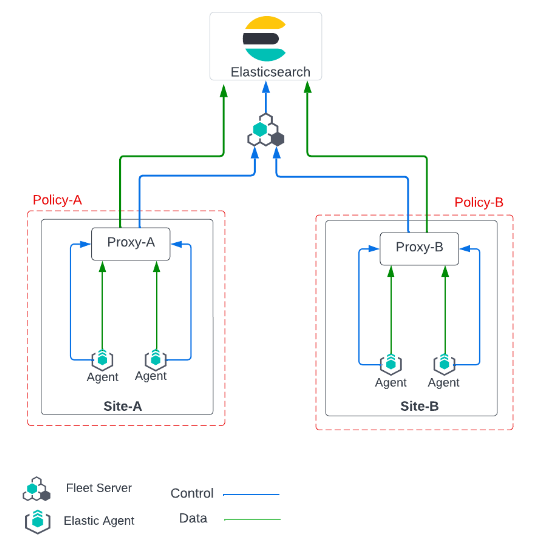 Elasticsearch
Policy-A
Policy-B
Proxy-A
Proxy-B
Agent
Agent
Agent
Agent
Site-A
Site-B
Fleet Server
Control
Elastic Agent
Data